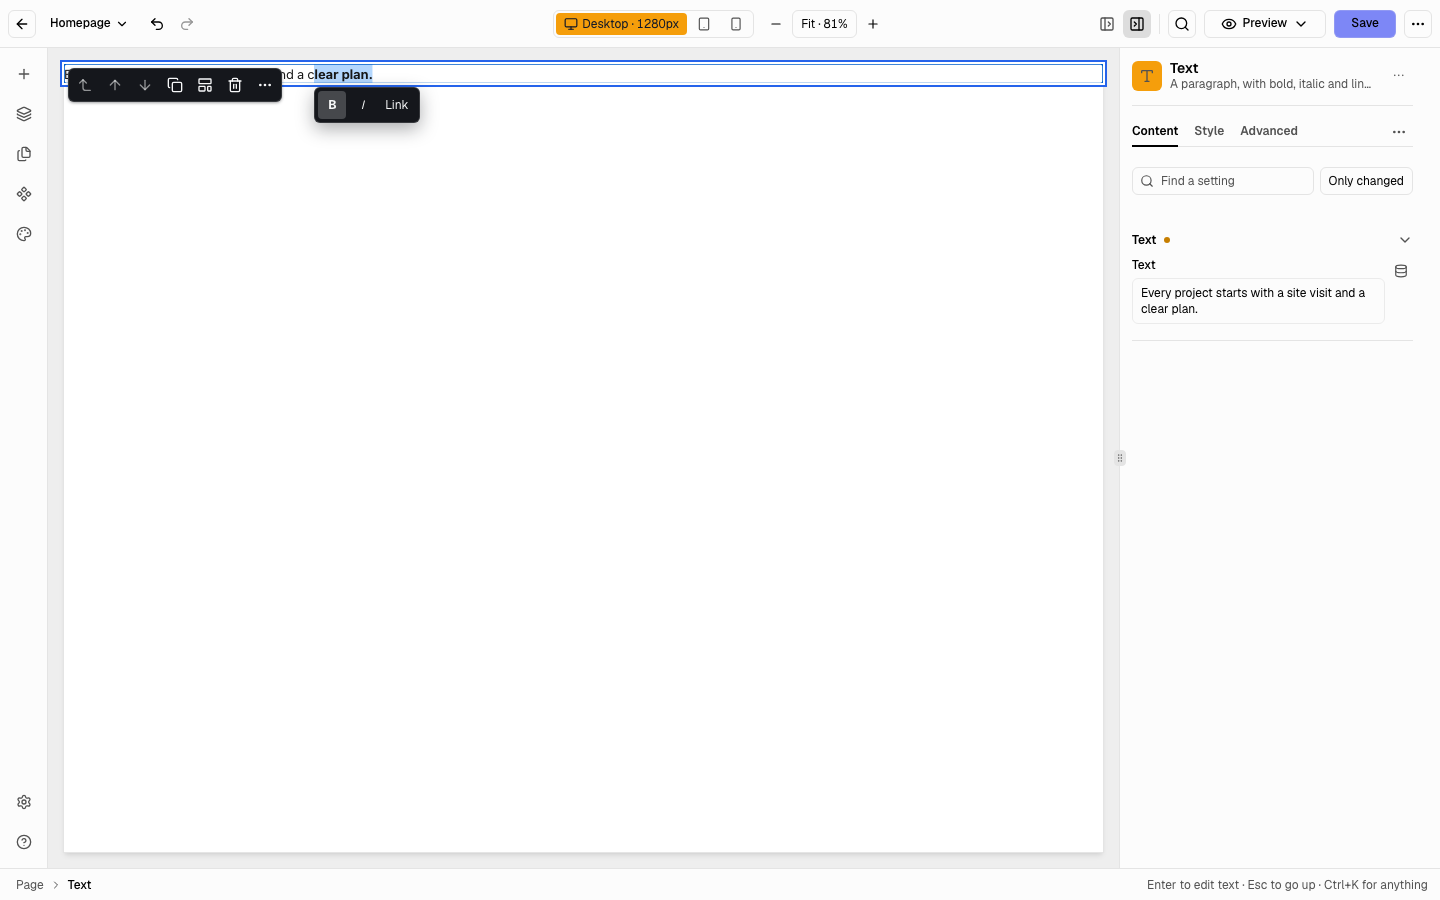 Homepage
Desktop · 1280px
Fit · 81%
Preview
Save
nd a clear plan.
B
I
Link
Text
A paragraph, with bold, italic and lin…
Content
Style
Advanced
Find a setting
Only changed
Text
Text
Every project starts with a site visit and a
clear plan.
Page
Text
Enter to edit text · Esc to go up · Ctrl+K for anything